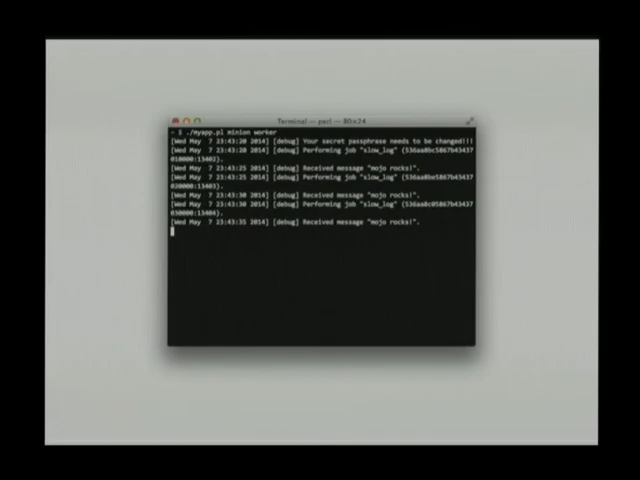 Terminal — perl — 80×24
~ $ ./myapp.pl minion worker
[Wed May  7 23:43:20 2014] [debug] Your secret passphrase needs to be changed!!!
[Wed May  7 23:43:20 2014] [debug] Performing job "slow_log" (536aa8bc5867b43437
010000:13402).
[Wed May  7 23:43:25 2014] [debug] Received message "mojo rocks!".
[Wed May  7 23:43:25 2014] [debug] Performing job "slow_log" (536aa8be5867b43437
020000:13403).
[Wed May  7 23:43:30 2014] [debug] Received message "mojo rocks!".
[Wed May  7 23:43:30 2014] [debug] Performing job "slow_log" (536aa8c05867b43437
030000:13404).
[Wed May  7 23:43:35 2014] [debug] Received message "mojo rocks!".